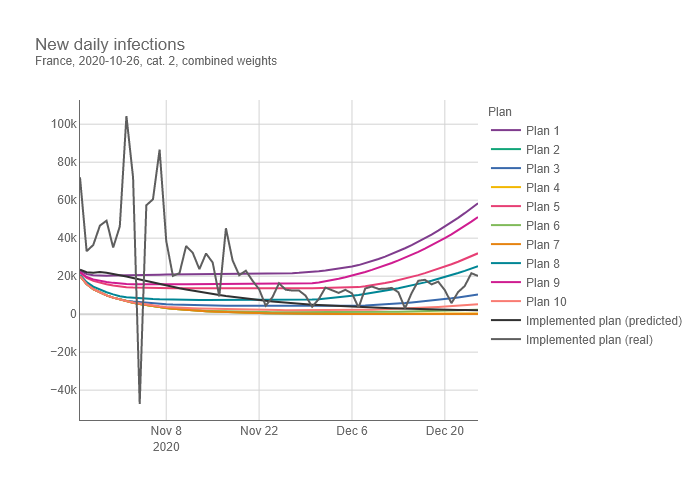 New daily infections
France, 2020-10-26, cat. 2, combined weights
Plan
100k
80k
60k
40k
20k
0
−20k
−40k
Nov 8
2020
Nov 22
Dec 6
Dec 20
Plan 1
Plan 2
Plan 3
Plan 4
Plan 5
Plan 6
Plan 7
Plan 8
Plan 9
Plan 10
Implemented plan (predicted)
Implemented plan (real)